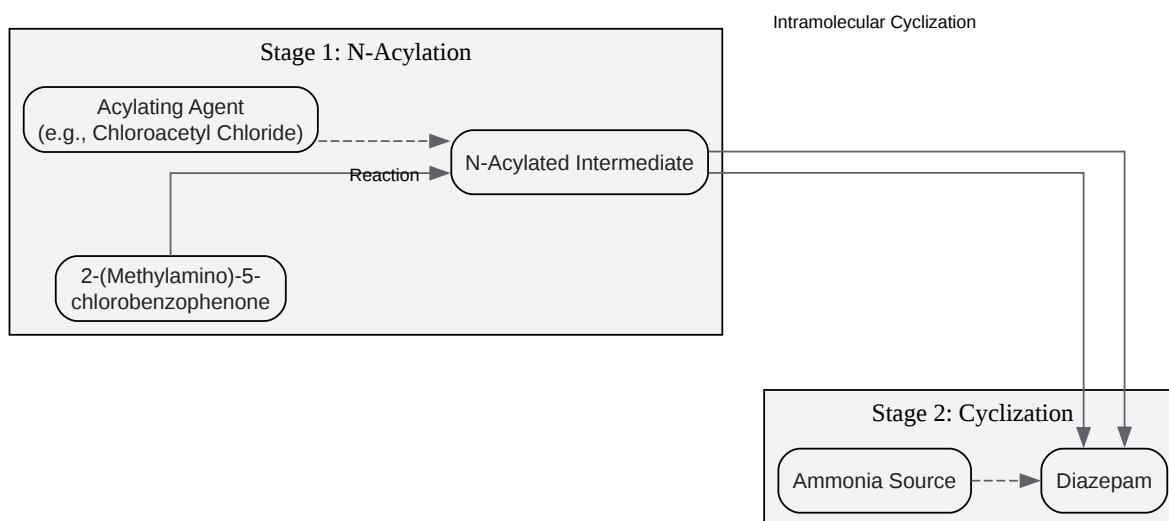 Intramolecular Cyclization
Stage 1: N-Acylation
Acylating Agent
(e.g., Chloroacetyl Chloride)
N-Acylated Intermediate
Reaction
2-(Methylamino)-5-
chlorobenzophenone
Stage 2: Cyclization
Ammonia Source
Diazepam